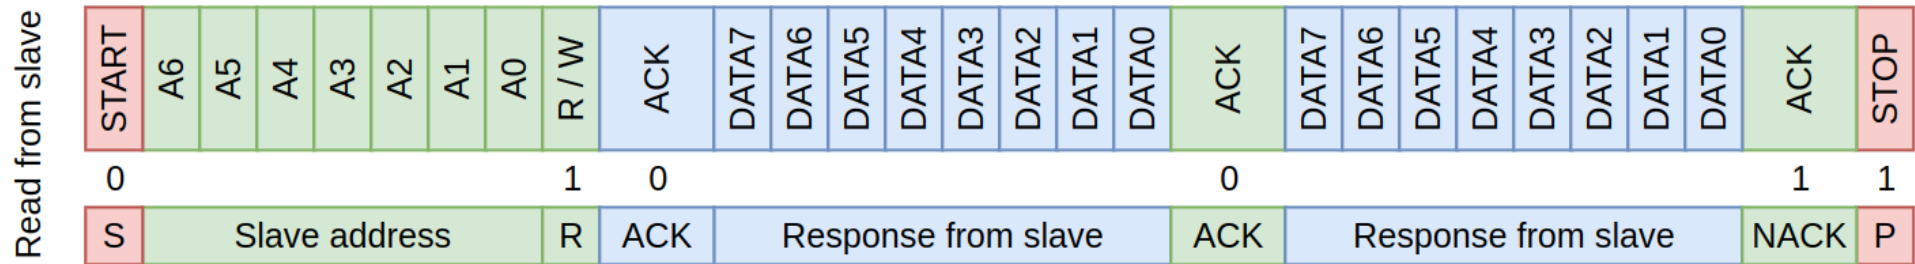 Read from slave
START A6 A5 A4 A3 A2 A1 A0 R / W ACK DATA7 DATA6 DATA5 DATA4 DATA3 DATA2 DATA1 DATA0 ACK DATA7 DATA6 DATA5 DATA4 DATA3 DATA2 DATA1 DATA0 ACK STOP
0 1 0 0 1 1
S Slave address R ACK Response from slave ACK Response from slave NACK P